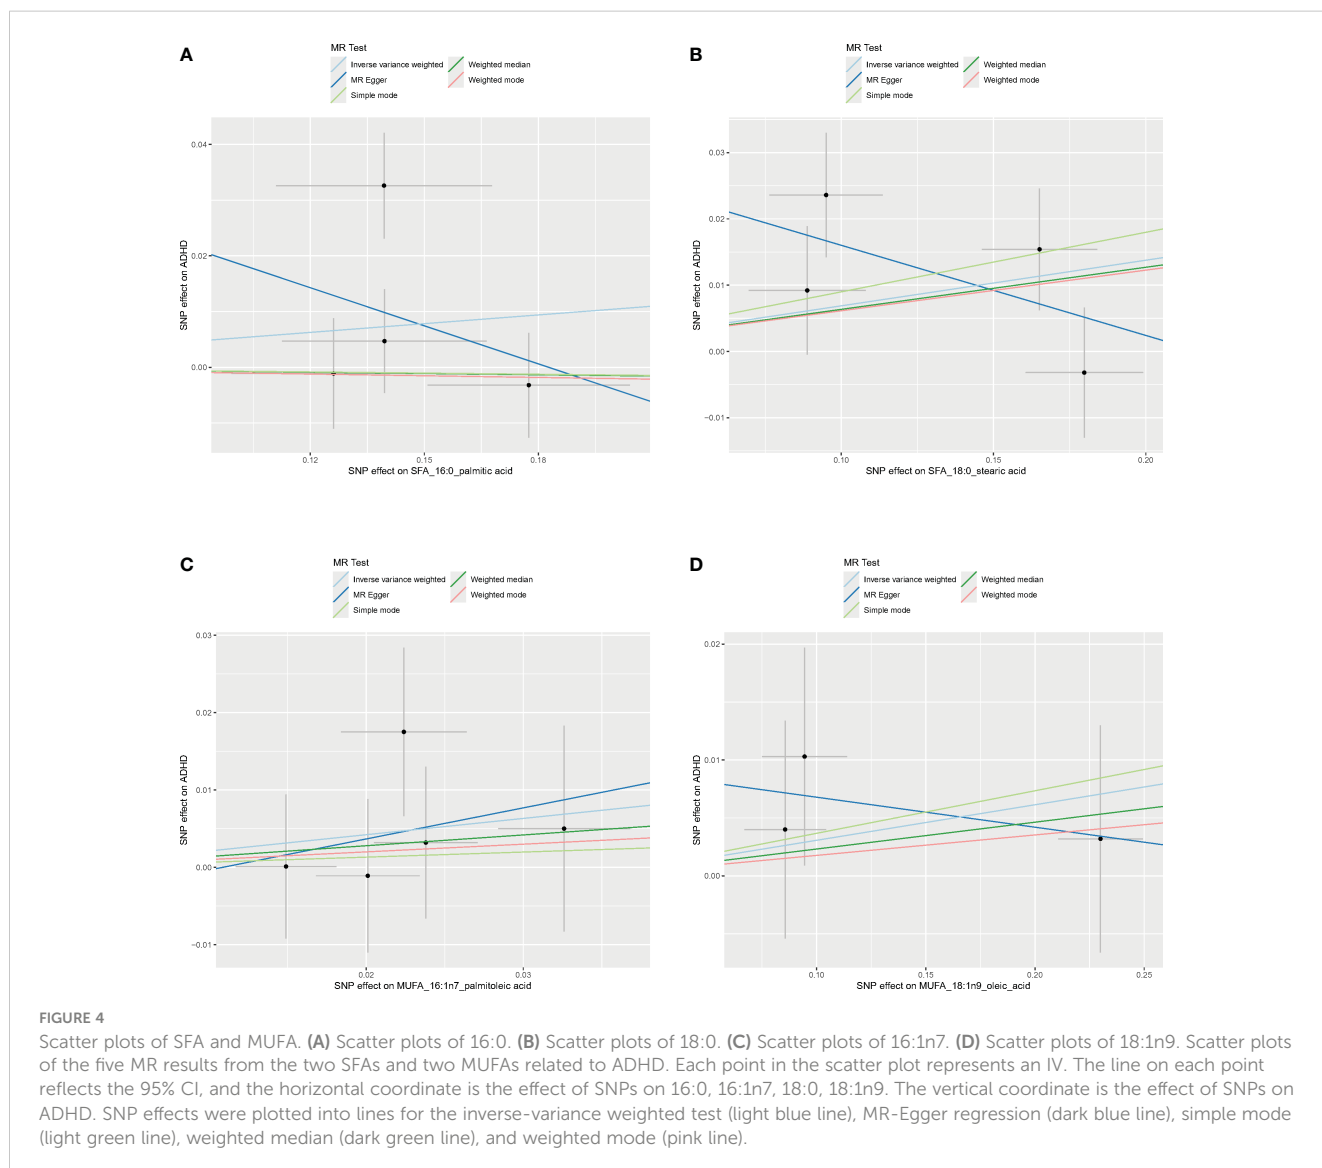 A
MR Test
Inverse variance weighted
Weighted median
MR Egger
Weighted mode
Simple mode
SNP effect on ADHD
0.04
0.02
0.00
0.12
0.15
0.18
SNP effect on SFA_16:0_palmitic acid
B
MR Test
Inverse variance weighted
Weighted median
MR Egger
Weighted mode
Simple mode
SNP effect on ADHD
0.03
0.02
0.01
0.00
−0.01
0.10
0.15
0.20
SNP effect on SFA_18:0_stearic acid
C
MR Test
Inverse variance weighted
Weighted median
MR Egger
Weighted mode
Simple mode
SNP effect on ADHD
0.03
0.02
0.01
0.00
−0.01
0.02
0.03
SNP effect on MUFA_16:1n7_palmitoleic acid
D
MR Test
Inverse variance weighted
Weighted median
MR Egger
Weighted mode
Simple mode
SNP effect on ADHD
0.02
0.01
0.00
0.10
0.15
0.20
0.25
SNP effect on MUFA_18:1n9_oleic_acid
FIGURE 4
Scatter plots of SFA and MUFA. (A) Scatter plots of 16:0. (B) Scatter plots of 18:0. (C) Scatter plots of 16:1n7. (D) Scatter plots of 18:1n9. Scatter plots
of the five MR results from the two SFAs and two MUFAs related to ADHD. Each point in the scatter plot represents an IV. The line on each point
reflects the 95% CI, and the horizontal coordinate is the effect of SNPs on 16:0, 16:1n7, 18:0, 18:1n9. The vertical coordinate is the effect of SNPs on
ADHD. SNP effects were plotted into lines for the inverse-variance weighted test (light blue line), MR-Egger regression (dark blue line), simple mode
(light green line), weighted median (dark green line), and weighted mode (pink line).